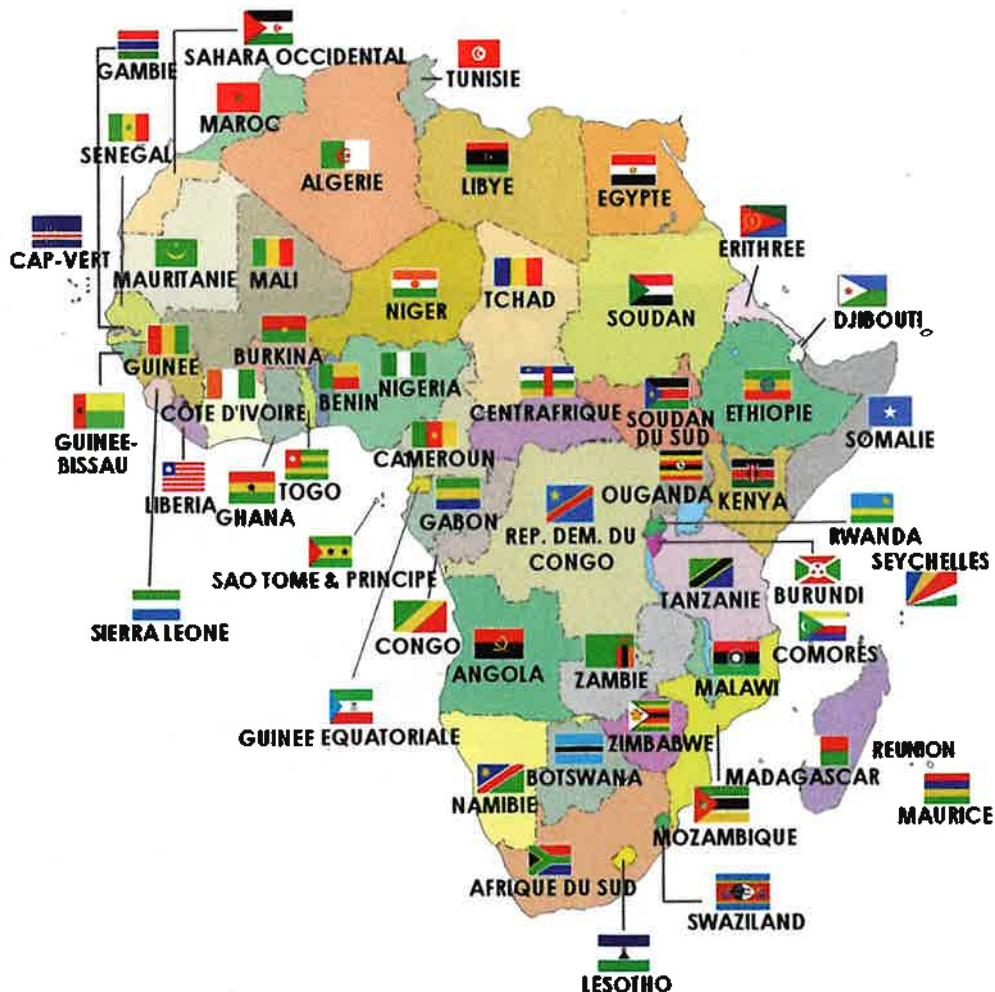 GAMBIE
SAHARA OCCIDENTAL
TUNISIE
MAROC
SENEGAL
ALGERIE
LIBYE
EGYPTE
CAP-VERT
MAURITANIE
MALI
NIGER
TCHAD
SOUDAN
ERITHREE
DJIBOUTI
GUINEE
BURKINA
BENIN
NIGERIA
CENTRAFRIQUE
SOUDAN
DU SUD
ETHIOPIE
SOMALIE
CÔTE D'IVOIRE
GUINEE-
BISSAU
LIBERIA
GHANA
TOGO
CAMEROUN
GABON
OUGANDA
KENYA
REP. DEM. DU
CONGO
RWANDA
SEYCHELLES
SAO TOME & PRINCIPE
TANZANIE
BURUNDI
SIERRA LEONE
CONGO
ANGOLA
ZAMBIE
MALAWI
COMORES
GUINEE EQUATORIALE
ZIMBABWE
BOTSWANA
MADAGASCAR
REUNION
NAMIBIE
MAURICE
MOZAMBIQUE
AFRIQUE DU SUD
SWAZILAND
LESOTHO